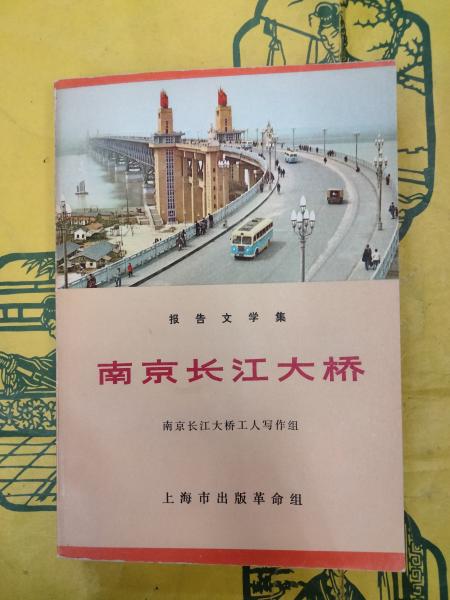 报告文学集
南京长江大桥
南京长江大桥工人写作组
上海市出版革命组